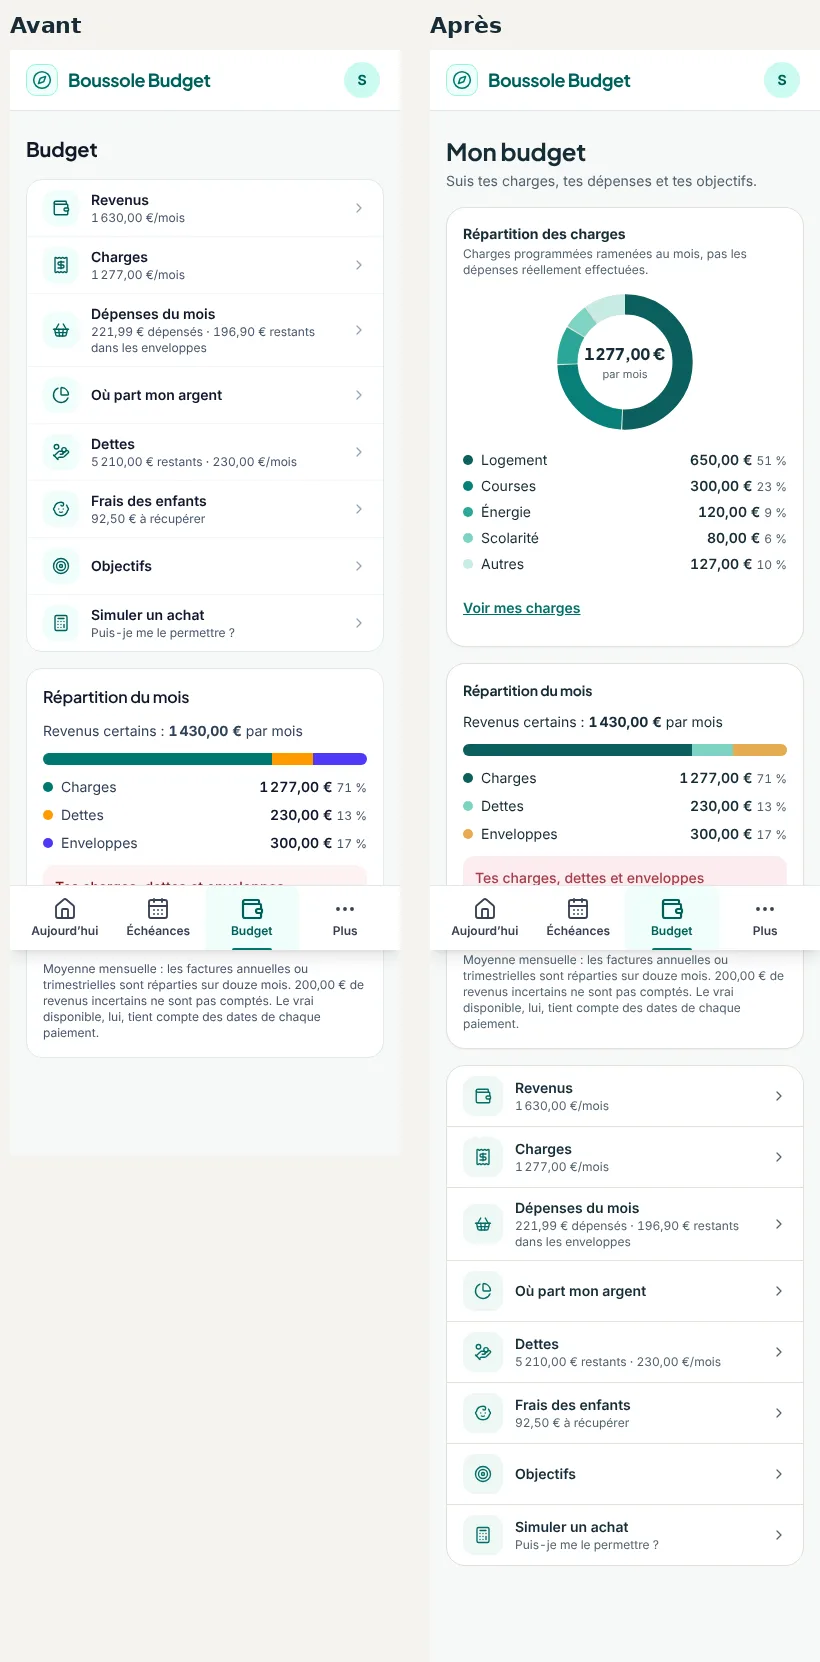 Avant
Boussole Budget
S
Budget
Revenus
1 630,00 €/mois
Charges
1 277,00 €/mois
Dépenses du mois
221,99 € dépensés · 196,90 € restants
dans les enveloppes
Où part mon argent
Dettes
5 210,00 € restants · 230,00 €/mois
Frais des enfants
92,50 € à récupérer
Objectifs
Simuler un achat
Puis-je me le permettre ?
Répartition du mois
Revenus certains : 1 430,00 € par mois
Charges 1 277,00 € 71 %
Dettes 230,00 € 13 %
Enveloppes 300,00 € 17 %
Aujourd’hui Échéances Budget Plus
Moyenne mensuelle : les factures annuelles ou
trimestrielles sont réparties sur douze mois. 200,00 € de
revenus incertains ne sont pas comptés. Le vrai
disponible, lui, tient compte des dates de chaque
paiement.
Après
Boussole Budget
S
Mon budget
Suis tes charges, tes dépenses et tes objectifs.
Répartition des charges
Charges programmées ramenées au mois, pas les
dépenses réellement effectuées.
1 277,00 €
par mois
Logement 650,00 € 51 %
Courses 300,00 € 23 %
Énergie 120,00 € 9 %
Scolarité 80,00 € 6 %
Autres 127,00 € 10 %
Voir mes charges
Répartition du mois
Revenus certains : 1 430,00 € par mois
Charges 1 277,00 € 71 %
Dettes 230,00 € 13 %
Enveloppes 300,00 € 17 %
Tes charges, dettes et enveloppes
Aujourd’hui Échéances Budget Plus
Moyenne mensuelle : les factures annuelles ou
trimestrielles sont réparties sur douze mois. 200,00 € de
revenus incertains ne sont pas comptés. Le vrai
disponible, lui, tient compte des dates de chaque
paiement.
Revenus
1 630,00 €/mois
Charges
1 277,00 €/mois
Dépenses du mois
221,99 € dépensés · 196,90 € restants
dans les enveloppes
Où part mon argent
Dettes
5 210,00 € restants · 230,00 €/mois
Frais des enfants
92,50 € à récupérer
Objectifs
Simuler un achat
Puis-je me le permettre ?